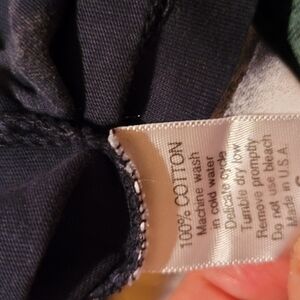 100% COTTON
Machine wash
in cold water
Delicate cycle
Tumble dry low
Remove promptly
Do not use bleach
Made in U.S.A.